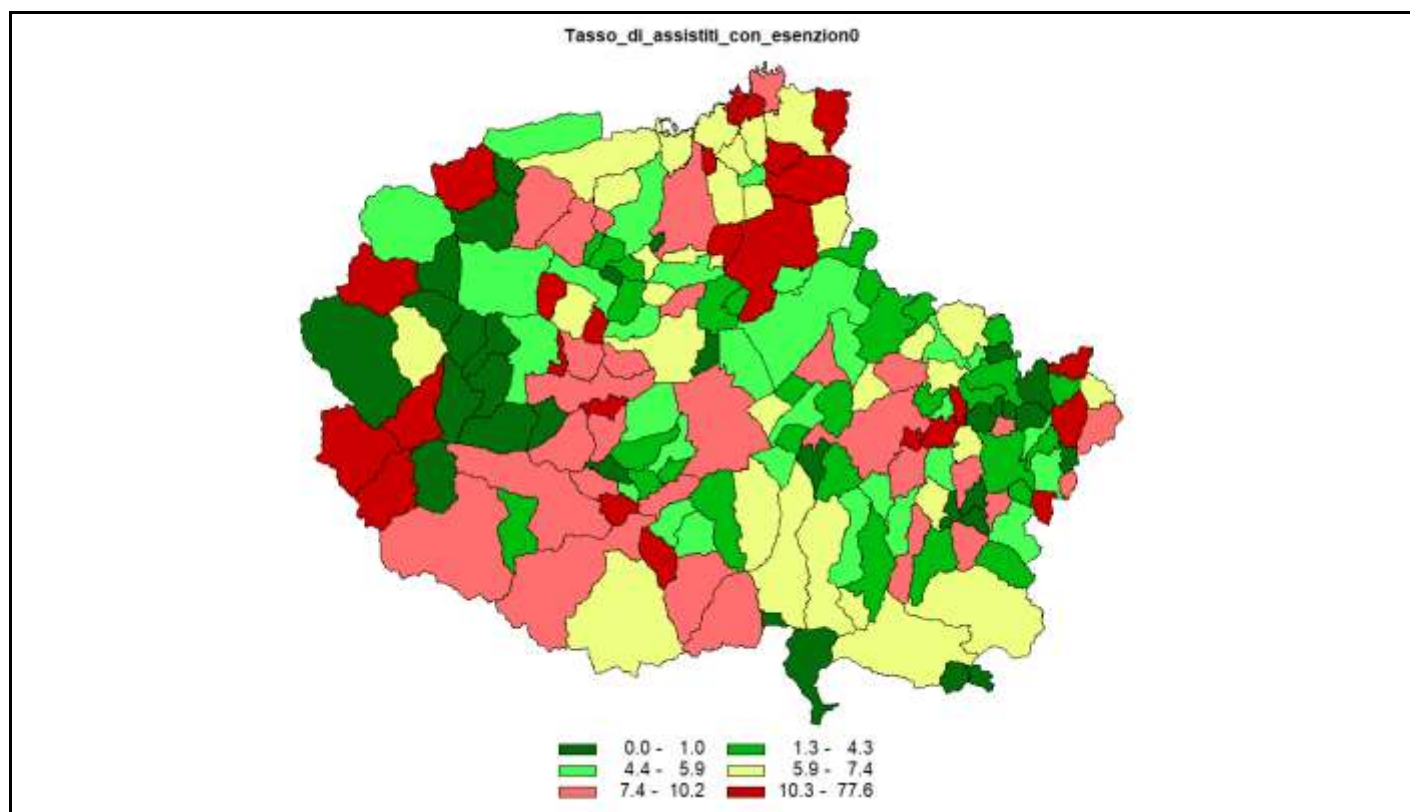 Tasso_di_assistiti_con_esenzion0
0.0 - 1.0 1.3 - 4.3
4.4 - 5.9 5.9 - 7.4
7.4 - 10.2 10.3 - 77.6